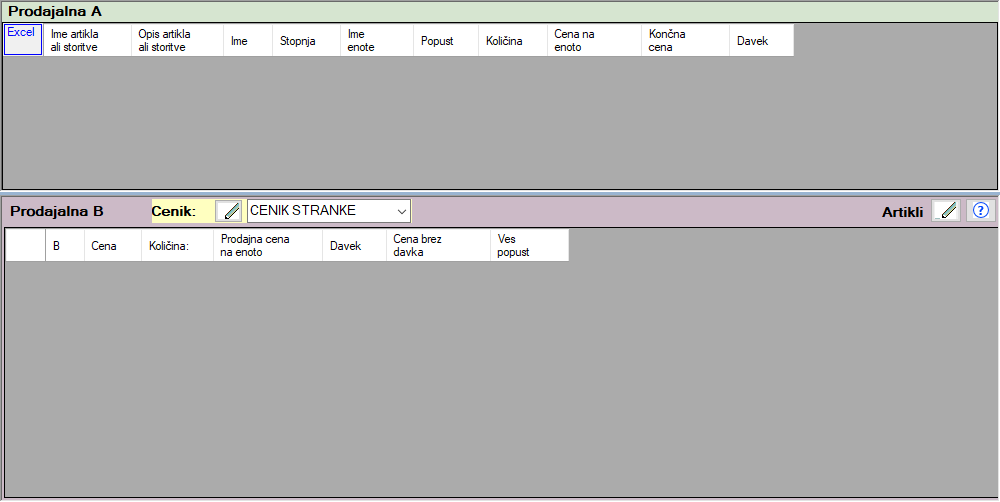 Prodajalna A
Excel
Ime artikla
ali storitve
Opis artikla
ali storitve
Ime
Stopnja
Ime
enote
Popust
Količina
Cena na
enoto
Končna
cena
Davek
Prodajalna B
Cenik:
CENIK STRANKE
Artikli
?
B
Cena
Količina:
Prodajna cena
na enoto
Davek
Cena brez
davka
Ves
popust